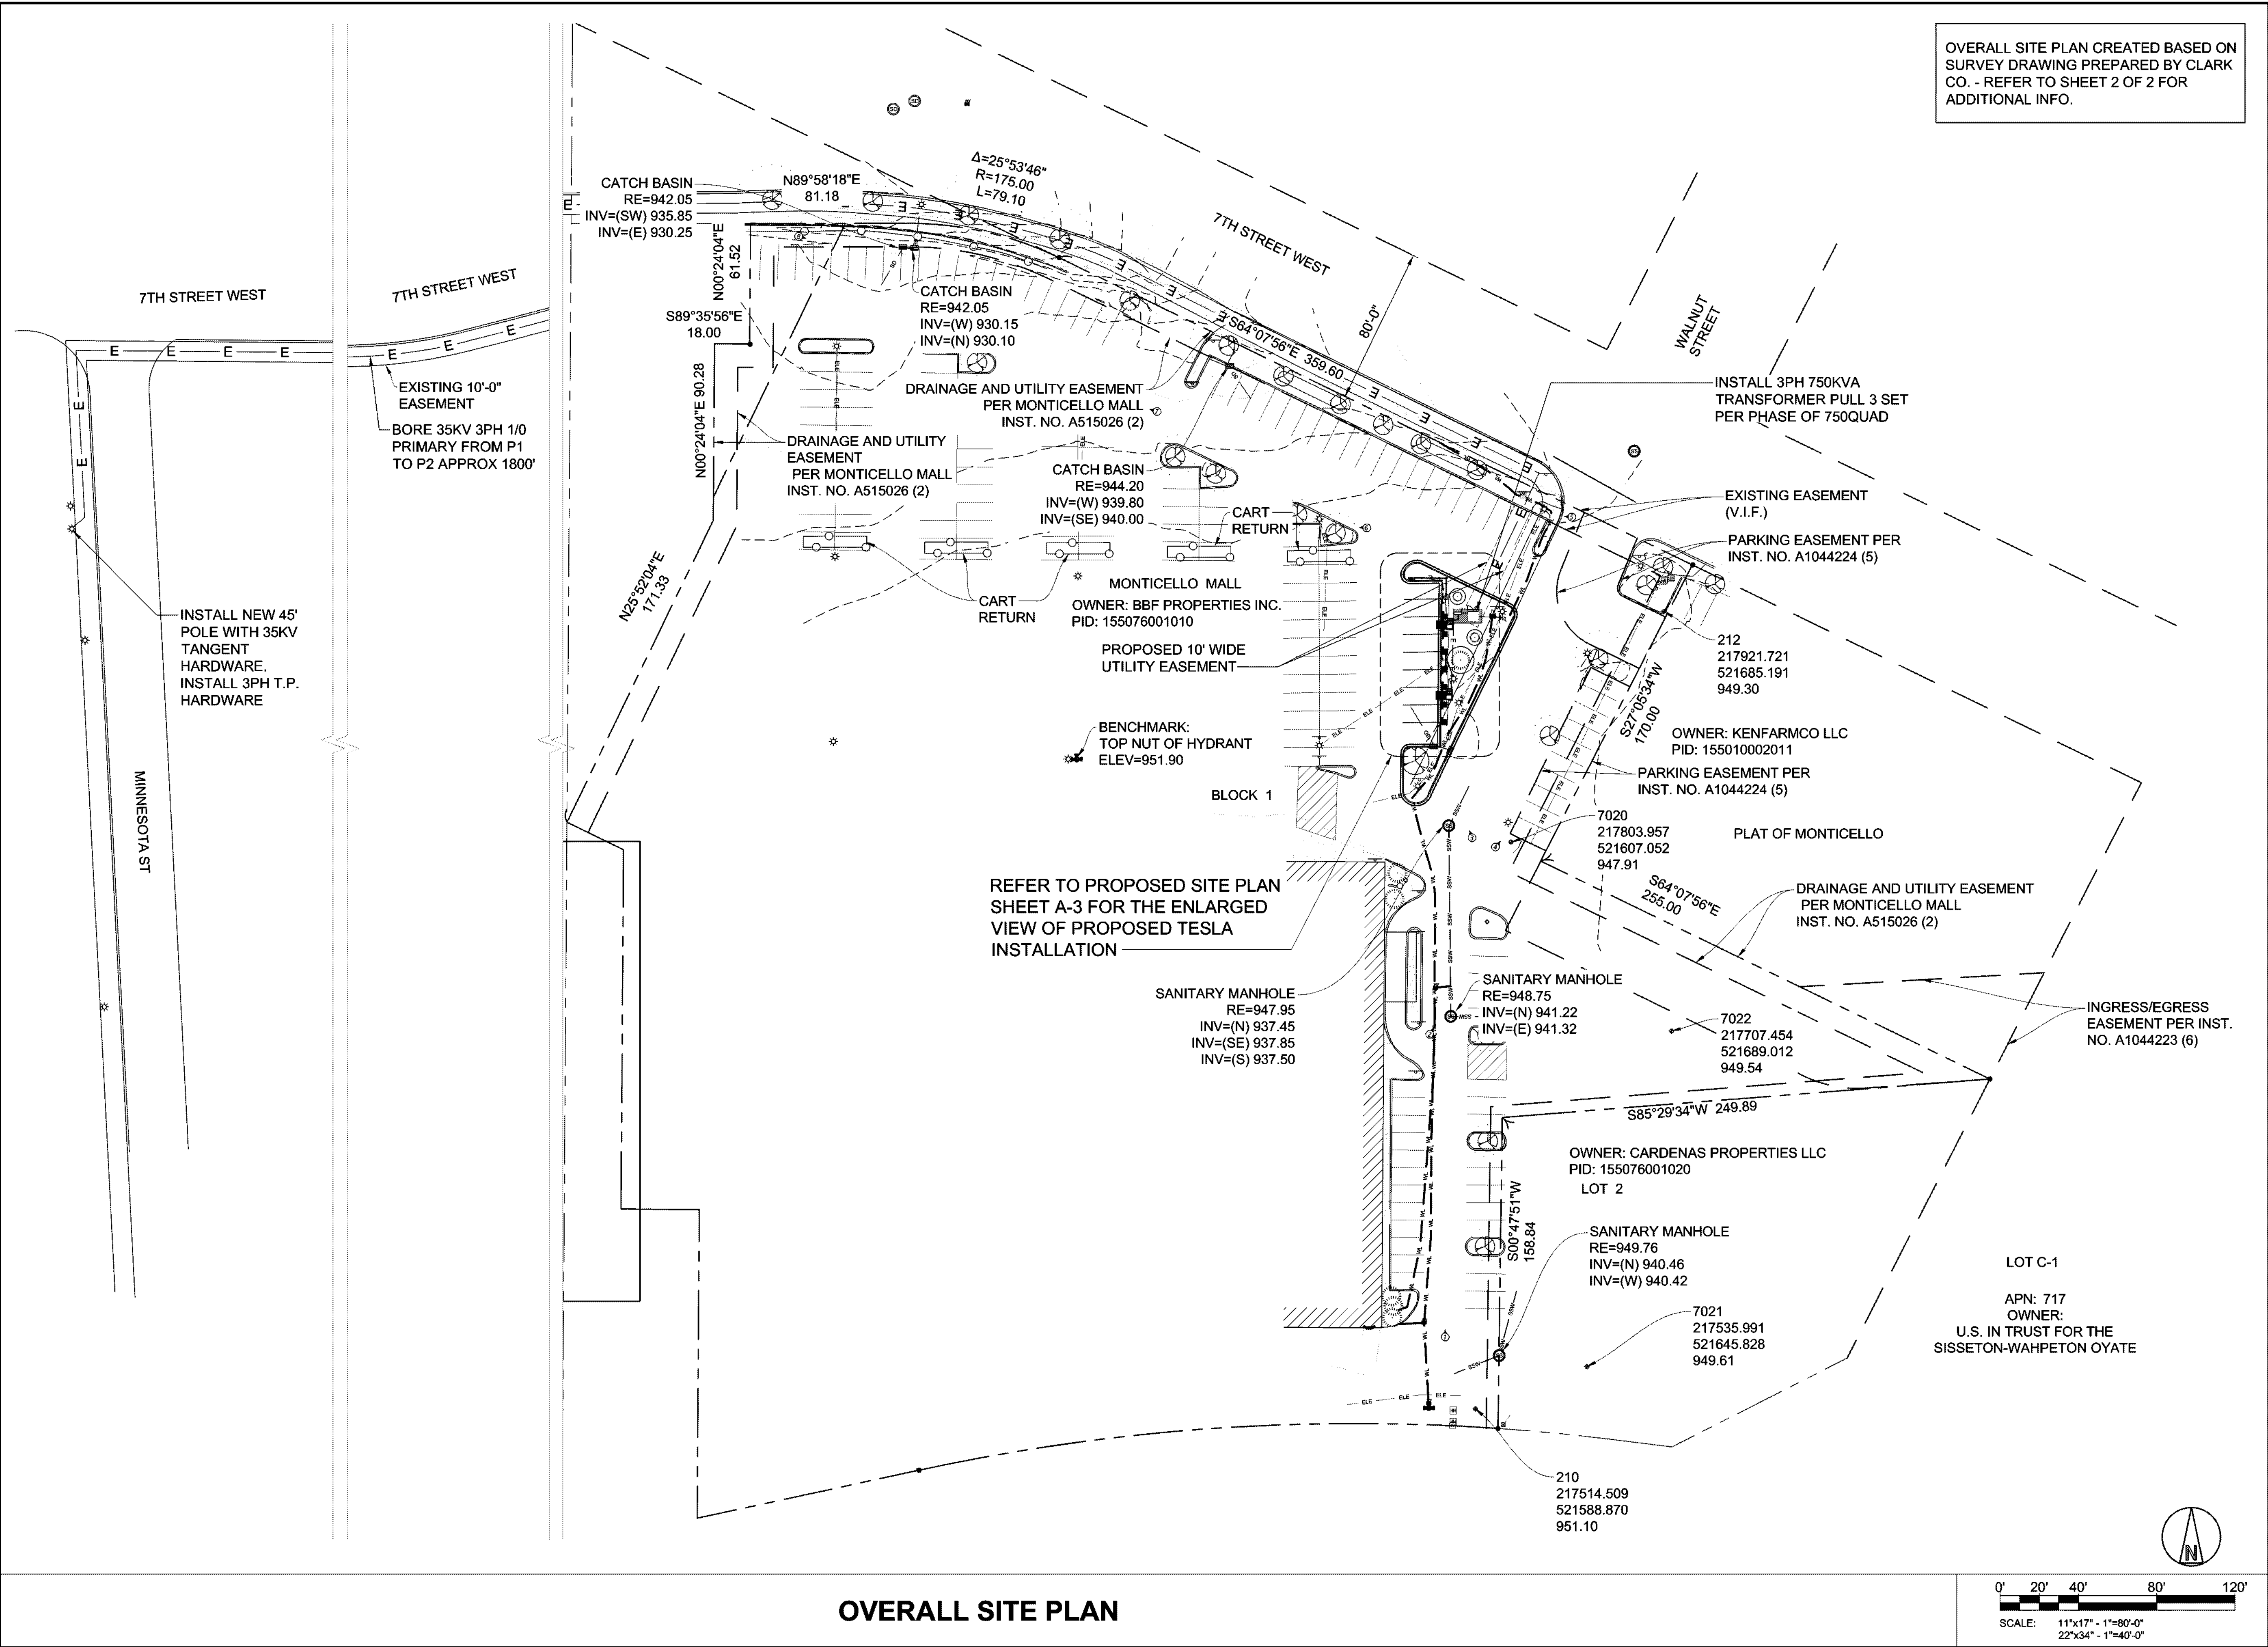 OVERALL SITE PLAN CREATED BASED ON
SURVEY DRAWING PREPARED BY CLARK
CO. - REFER TO SHEET 2 OF 2 FOR
ADDITIONAL INFO.
CATCH BASIN
RE=942.05
INV=(SW) 935.85
INV=(E) 930.25
N89°58'18"E
81.18
Δ=25°53'46"
R=175.00
L=79.10
7TH STREET WEST
80'-0"
WALNUT
STREET
7TH STREET WEST
7TH STREET WEST
N00°24'04"E
61.52
S89°35'56"E
18.00
N00°24'04"E 90.28
CATCH BASIN
RE=942.05
INV=(W) 930.15
INV=(N) 930.10
S64°07'56"E 359.60
DRAINAGE AND UTILITY EASEMENT
PER MONTICELLO MALL
INST. NO. A515026 (2)
INSTALL 3PH 750KVA
TRANSFORMER PULL 3 SET
PER PHASE OF 750QUAD
E E E E E E E
EXISTING 10'-0"
EASEMENT
BORE 35KV 3PH 1/0
PRIMARY FROM P1
TO P2 APPROX 1800'
DRAINAGE AND UTILITY
EASEMENT
PER MONTICELLO MALL
INST. NO. A515026 (2)
CATCH BASIN
RE=944.20
INV=(W) 939.80
INV=(SE) 940.00
CART
RETURN
EXISTING EASEMENT
(V.I.F.)
PARKING EASEMENT PER
INST. NO. A1044224 (5)
N25°52'04"E
171.33
CART
RETURN
MONTICELLO MALL
OWNER: BBF PROPERTIES INC.
PID: 155076001010
PROPOSED 10' WIDE
UTILITY EASEMENT
INSTALL NEW 45'
POLE WITH 35KV
TANGENT
HARDWARE.
INSTALL 3PH T.P.
HARDWARE
212
217921.721
521685.191
949.30
S27°05'34"W
170.00
OWNER: KENFARMCO LLC
PID: 155010002011
PARKING EASEMENT PER
INST. NO. A1044224 (5)
BENCHMARK:
TOP NUT OF HYDRANT
ELEV=951.90
BLOCK 1
MINNESOTA ST
7020
217803.957
521607.052
947.91
PLAT OF MONTICELLO
S64°07'56"E
255.00
DRAINAGE AND UTILITY EASEMENT
PER MONTICELLO MALL
INST. NO. A515026 (2)
REFER TO PROPOSED SITE PLAN
SHEET A-3 FOR THE ENLARGED
VIEW OF PROPOSED TESLA
INSTALLATION
SANITARY MANHOLE
RE=947.95
INV=(N) 937.45
INV=(SE) 937.85
INV=(S) 937.50
SANITARY MANHOLE
RE=948.75
INV=(N) 941.22
INV=(E) 941.32
7022
217707.454
521689.012
949.54
INGRESS/EGRESS
EASEMENT PER INST.
NO. A1044223 (6)
S85°29'34"W 249.89
OWNER: CARDENAS PROPERTIES LLC
PID: 155076001020
LOT 2
S00°47'51"W
158.84
SANITARY MANHOLE
RE=949.76
INV=(N) 940.46
INV=(W) 940.42
7021
217535.991
521645.828
949.61
LOT C-1
APN: 717
OWNER:
U.S. IN TRUST FOR THE
SISSETON-WAHPETON OYATE
ELE ELE ELE
210
217514.509
521588.870
951.10
N
OVERALL SITE PLAN
0' 20' 40' 80' 120'
SCALE: 11"x17" - 1"=80'-0"
22"x34" - 1"=40'-0"